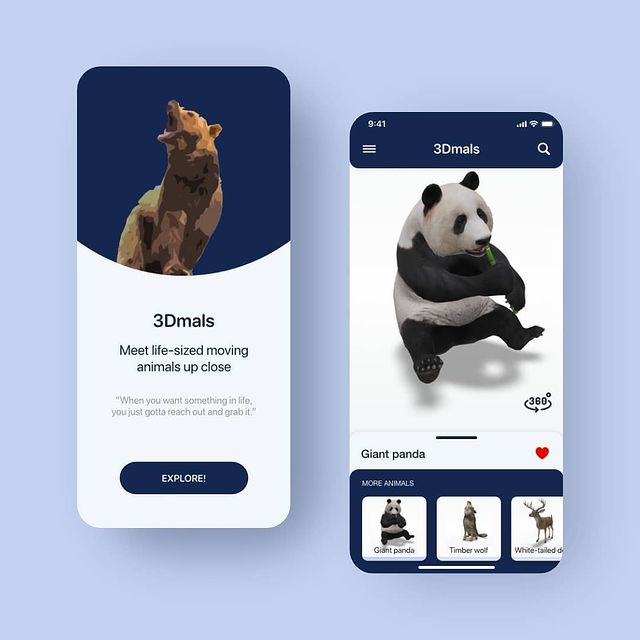 3Dmals
Meet life-sized moving
animals up close
“When you want something in life,
you just gotta reach out and grab it.”
EXPLORE!
9:41
3Dmals
360°
Giant panda
MORE ANIMALS
Giant panda
Timber wolf
White-tailed d